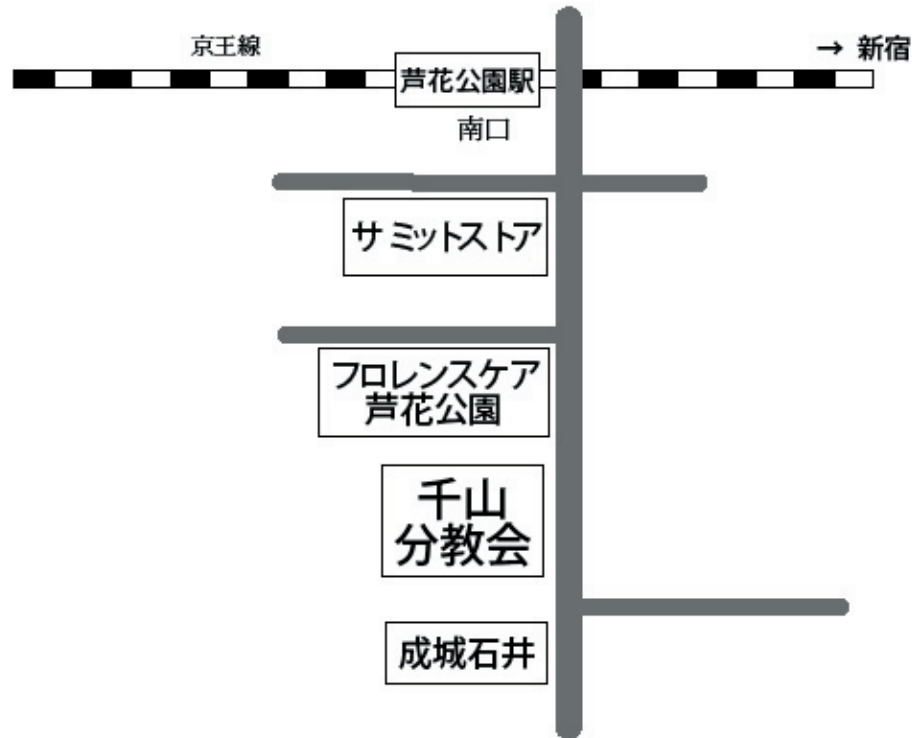 京王線
→ 新宿
芦花公園駅
南口
サミットストア
フロレンスケア
芦花公園
千山
分教会
成城石井